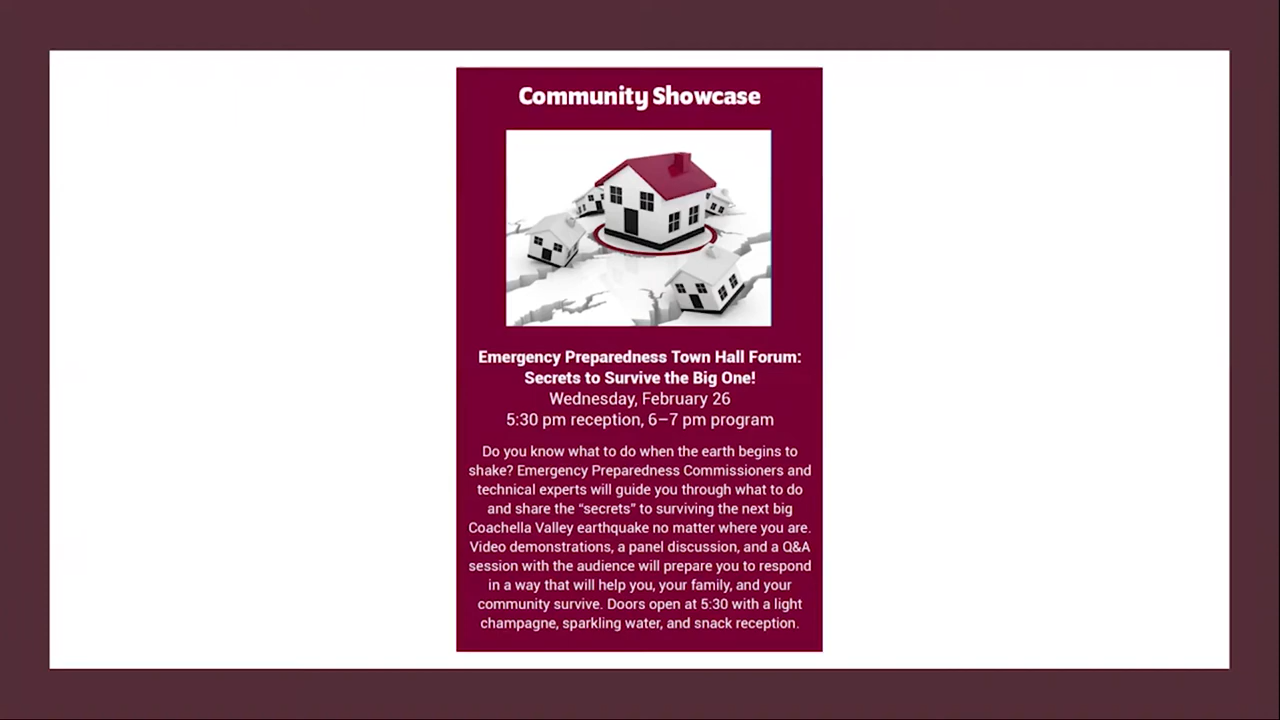 Community Showcase
Emergency Preparedness Town Hall Forum:
Secrets to Survive the Big One!
Wednesday, February 26
5:30 pm reception, 6–7 pm program
Do you know what to do when the earth begins to
shake? Emergency Preparedness Commissioners and
technical experts will guide you through what to do
and share the “secrets” to surviving the next big
Coachella Valley earthquake no matter where you are.
Video demonstrations, a panel discussion, and a Q&A
session with the audience will prepare you to respond
in a way that will help you, your family, and your
community survive. Doors open at 5:30 with a light
champagne, sparkling water, and snack reception.